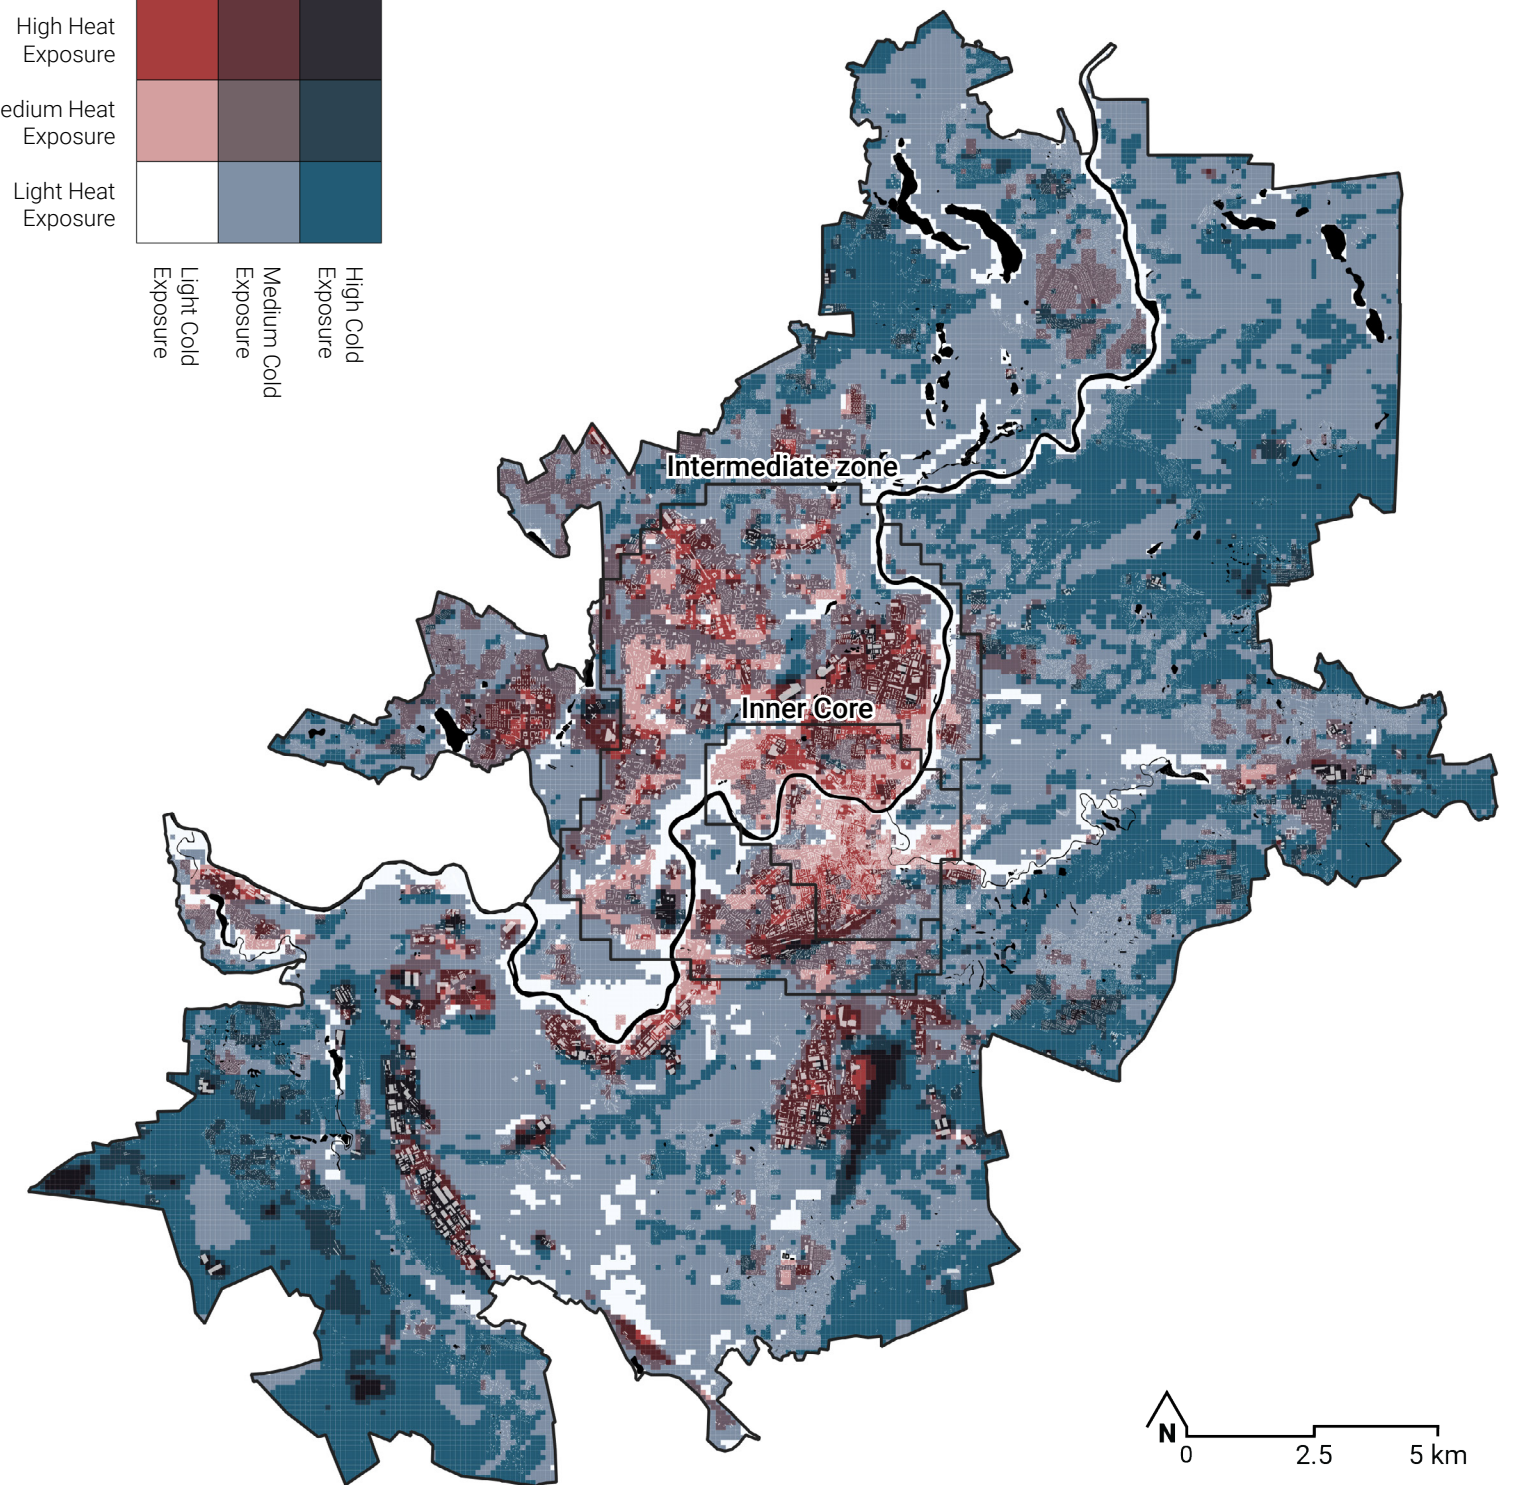 High Heat
Exposure
edium Heat
Exposure
Light Heat
Exposure
Light Cold
Exposure
Medium Cold
Exposure
High Cold
Exposure
Intermediate zone
Inner Core
N
0 2.5 5 km